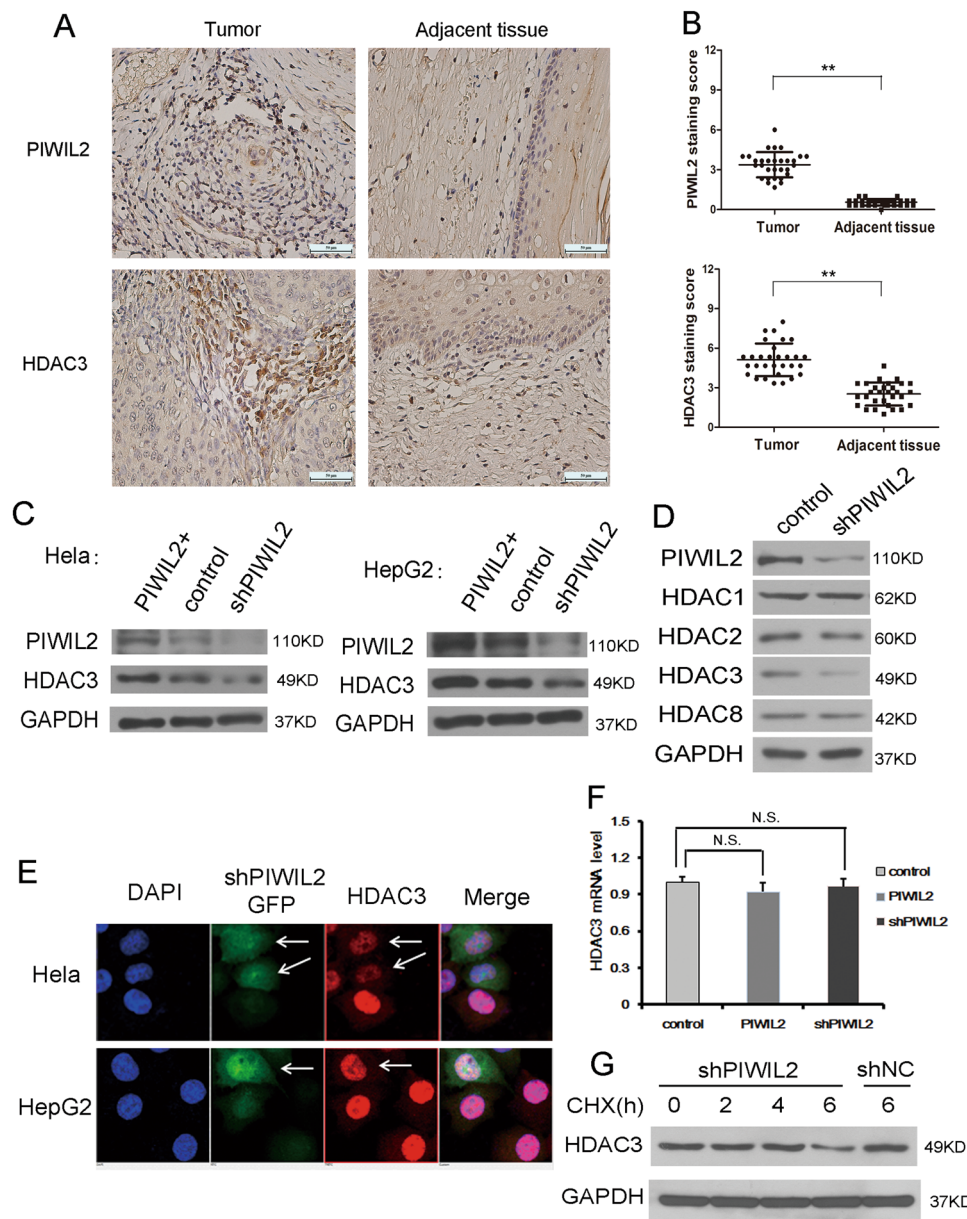 A
Tumor
Adjacent tissue
PIWIL2
HDAC3
B
PIWIL2 staining score
12
9
6
3
0
**
Tumor
Adjacent tissue
HDAC3 staining score
12
9
6
3
0
**
Tumor
Adjacent tissue
C
Hela :
PIWIL2+
control
shPIWIL2
PIWIL2
110KD
HDAC3
49KD
GAPDH
37KD
HepG2 :
PIWIL2+
control
shPIWIL2
PIWIL2
110KD
HDAC3
49KD
GAPDH
37KD
D
control
shPIWIL2
PIWIL2
110KD
HDAC1
62KD
HDAC2
60KD
HDAC3
49KD
HDAC8
42KD
GAPDH
37KD
E
DAPI
shPIWIL2
GFP
HDAC3
Merge
Hela
HepG2
F
HDAC3 mRNA level
1.5
1.2
0.9
0.6
0.3
0
N.S.
N.S.
control
PIWIL2
shPIWIL2
control
PIWIL2
shPIWIL2
G
shPIWIL2
shNC
CHX(h)
0
2
4
6
6
HDAC3
49KD
GAPDH
37KD